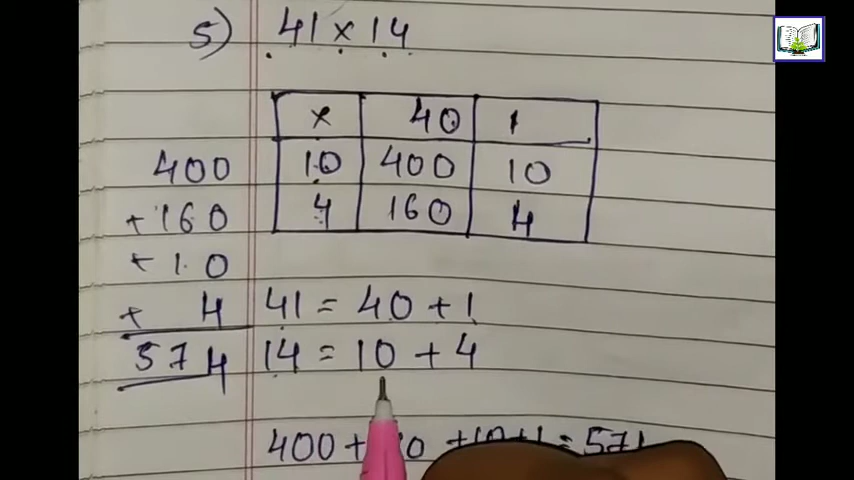 5) 41 × 14
× 40 1
10 400 10
4 160 4
400
+160
+10
+ 4
574
41 = 40 + 1
14 = 10 + 4
400 +